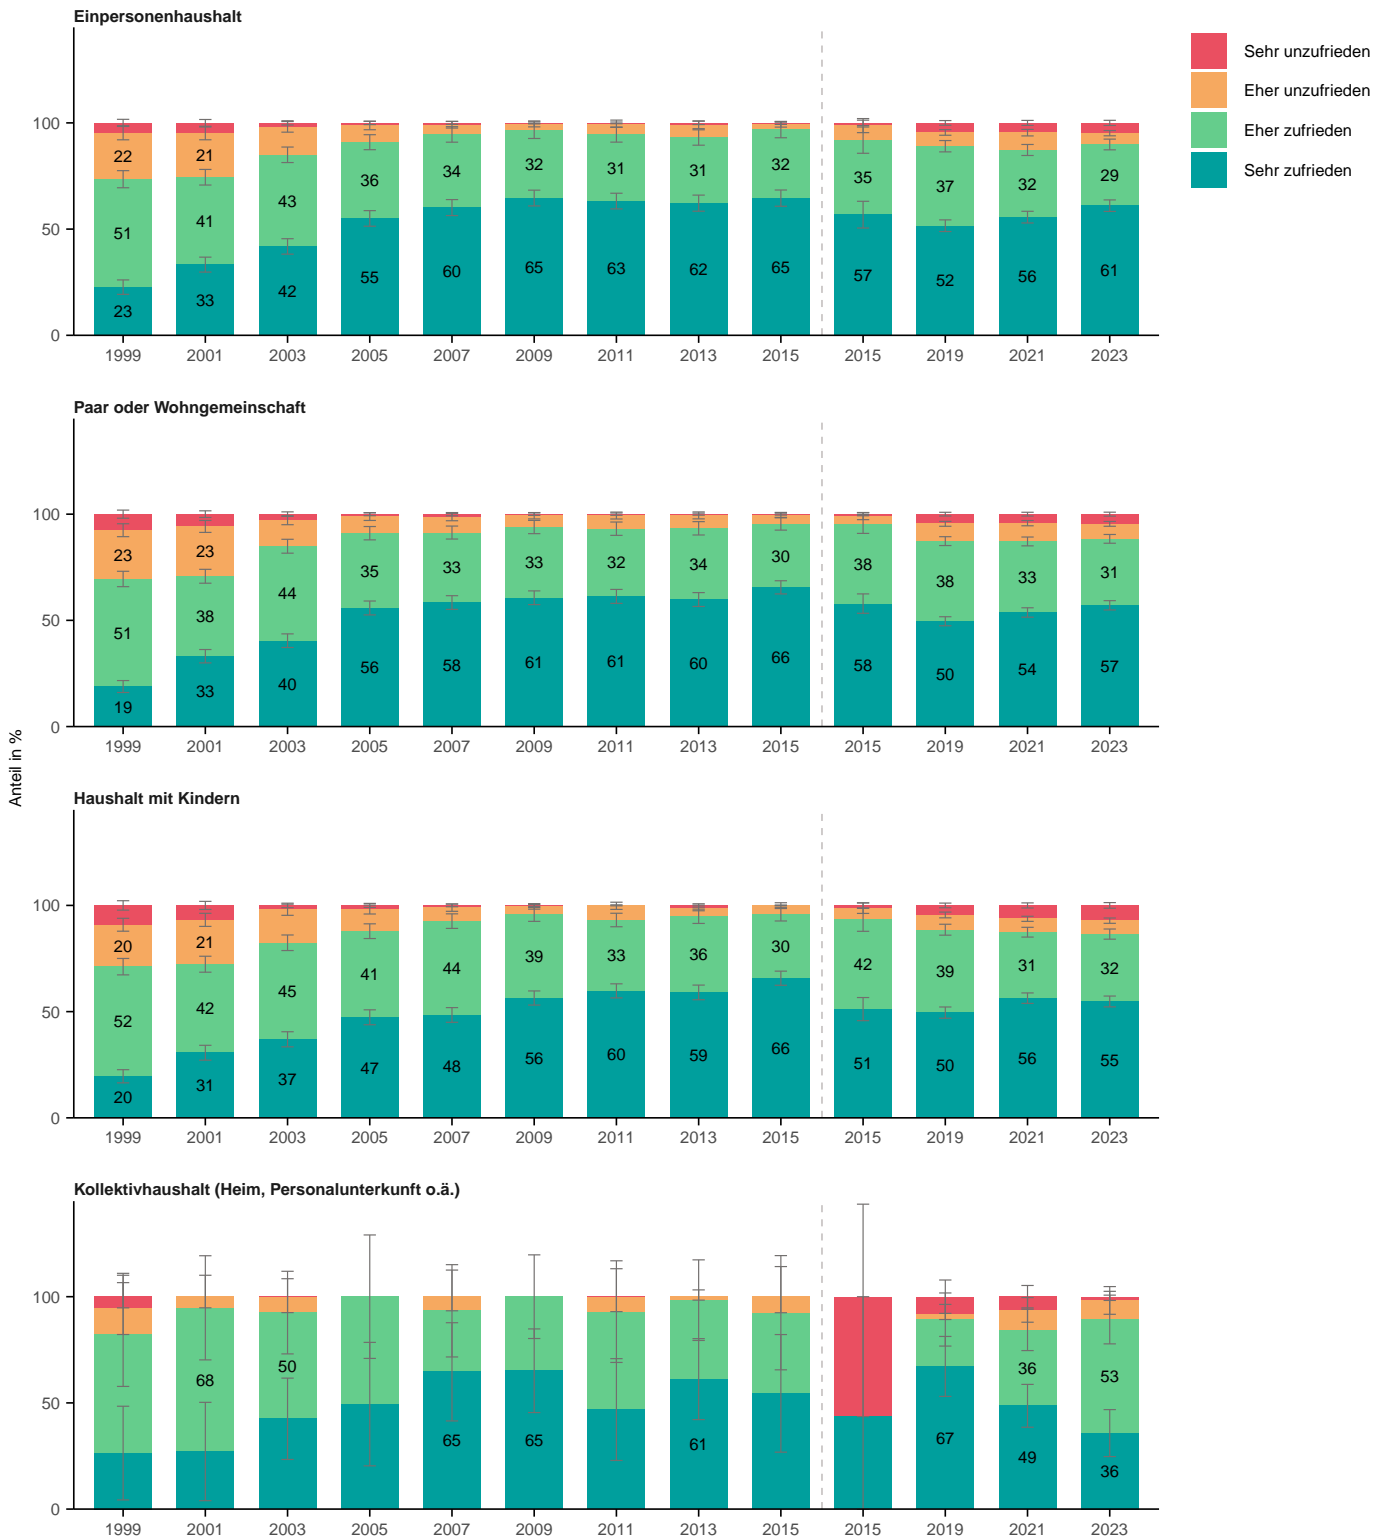 Einpersonenhaushalt
Sehr unzufrieden
Eher unzufrieden
Eher zufrieden
Sehr zufrieden
100
22 21 43 36 34 32 31 31 32 35 37 32 29
51 41
50
23 33 42 55 60 65 63 62 65 57 52 56 61
0
1999 2001 2003 2005 2007 2009 2011 2013 2015 2015 2019 2021 2023
Paar oder Wohngemeinschaft
100
23 23 44 35 33 33 32 34 30 38 38 33 31
51 38
50
19 33 40 56 58 61 61 60 66 58 50 54 57
0
1999 2001 2003 2005 2007 2009 2011 2013 2015 2015 2019 2021 2023
Anteil in %
Haushalt mit Kindern
100
20 21 45 41 44 39 33 36 30 42 39 31 32
52 42
50
20 31 37 47 48 56 60 59 66 51 50 56 55
0
1999 2001 2003 2005 2007 2009 2011 2013 2015 2015 2019 2021 2023
Kollektivhaushalt (Heim, Personalunterkunft o.ä.)
100
68 50 36 53
50
65 65 61 67 49 36
0
1999 2001 2003 2005 2007 2009 2011 2013 2015 2015 2019 2021 2023